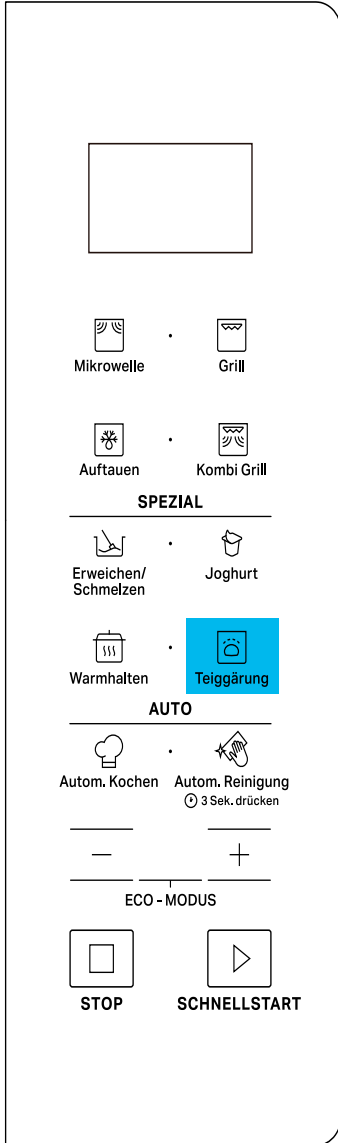 Mikrowelle Grill
Auftauen Kombi Grill
SPEZIAL
Erweichen/ Joghurt
Schmelzen
Warmhalten Teiggärung
AUTO
Autom. Kochen Autom. Reinigung
3 Sek. drücken
− +
ECO - MODUS
STOP SCHNELLSTART